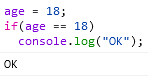 age = 18;
if(age == 18)
  console.log("OK");
OK